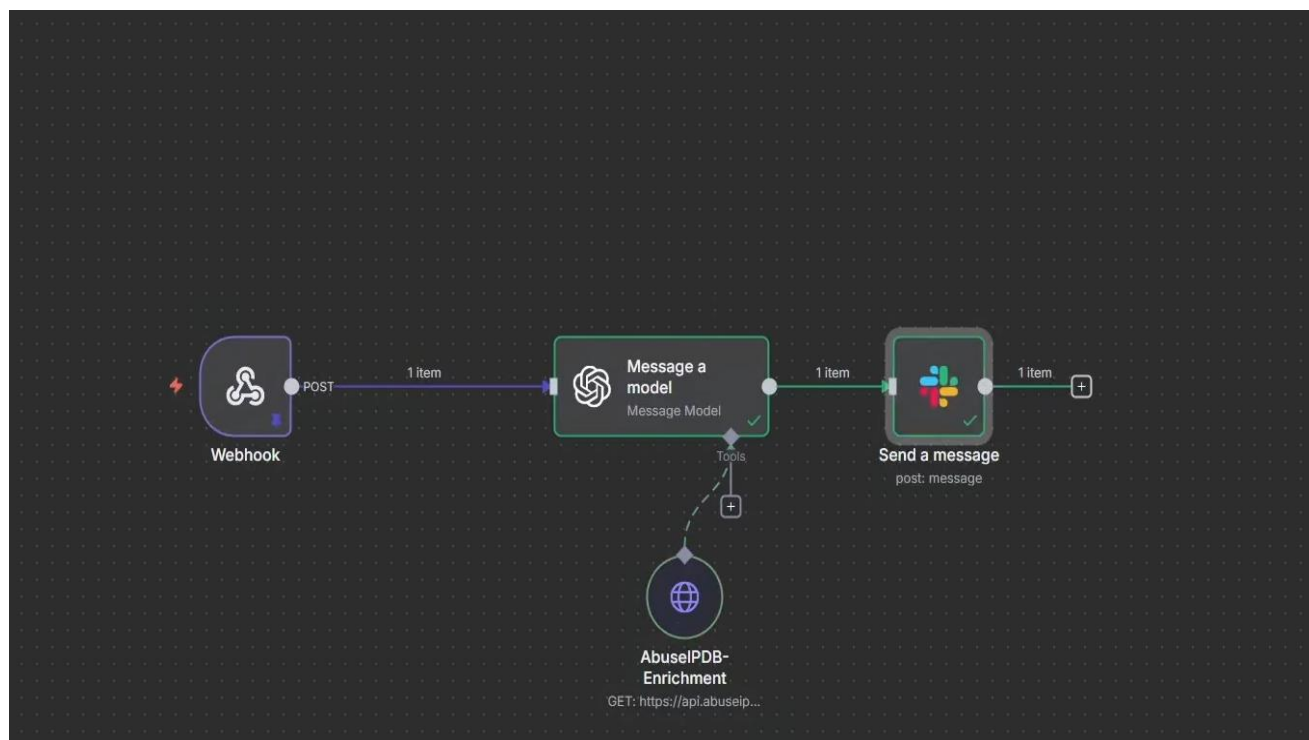 POST
1 item
Webhook
Message a
model
Message Model
Tools
1 item
Send a message
post: message
1 item
AbuseIPDB-
Enrichment
GET: https://api.abuseip...